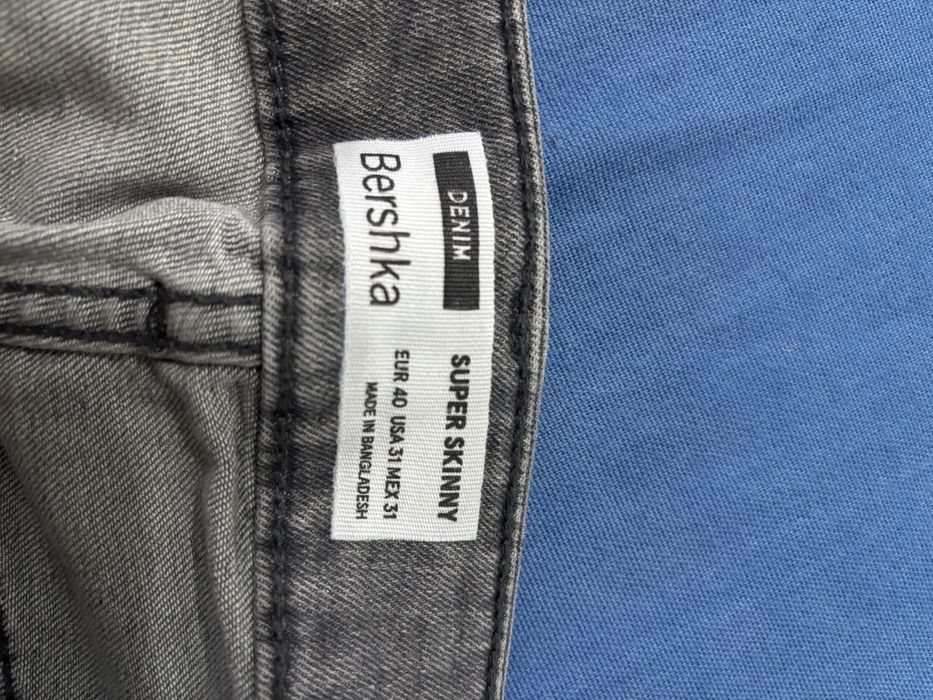 DENIM
Bershka
SUPER SKINNY
EUR 40 USA 31 MEX 31
MADE IN BANGLADESH